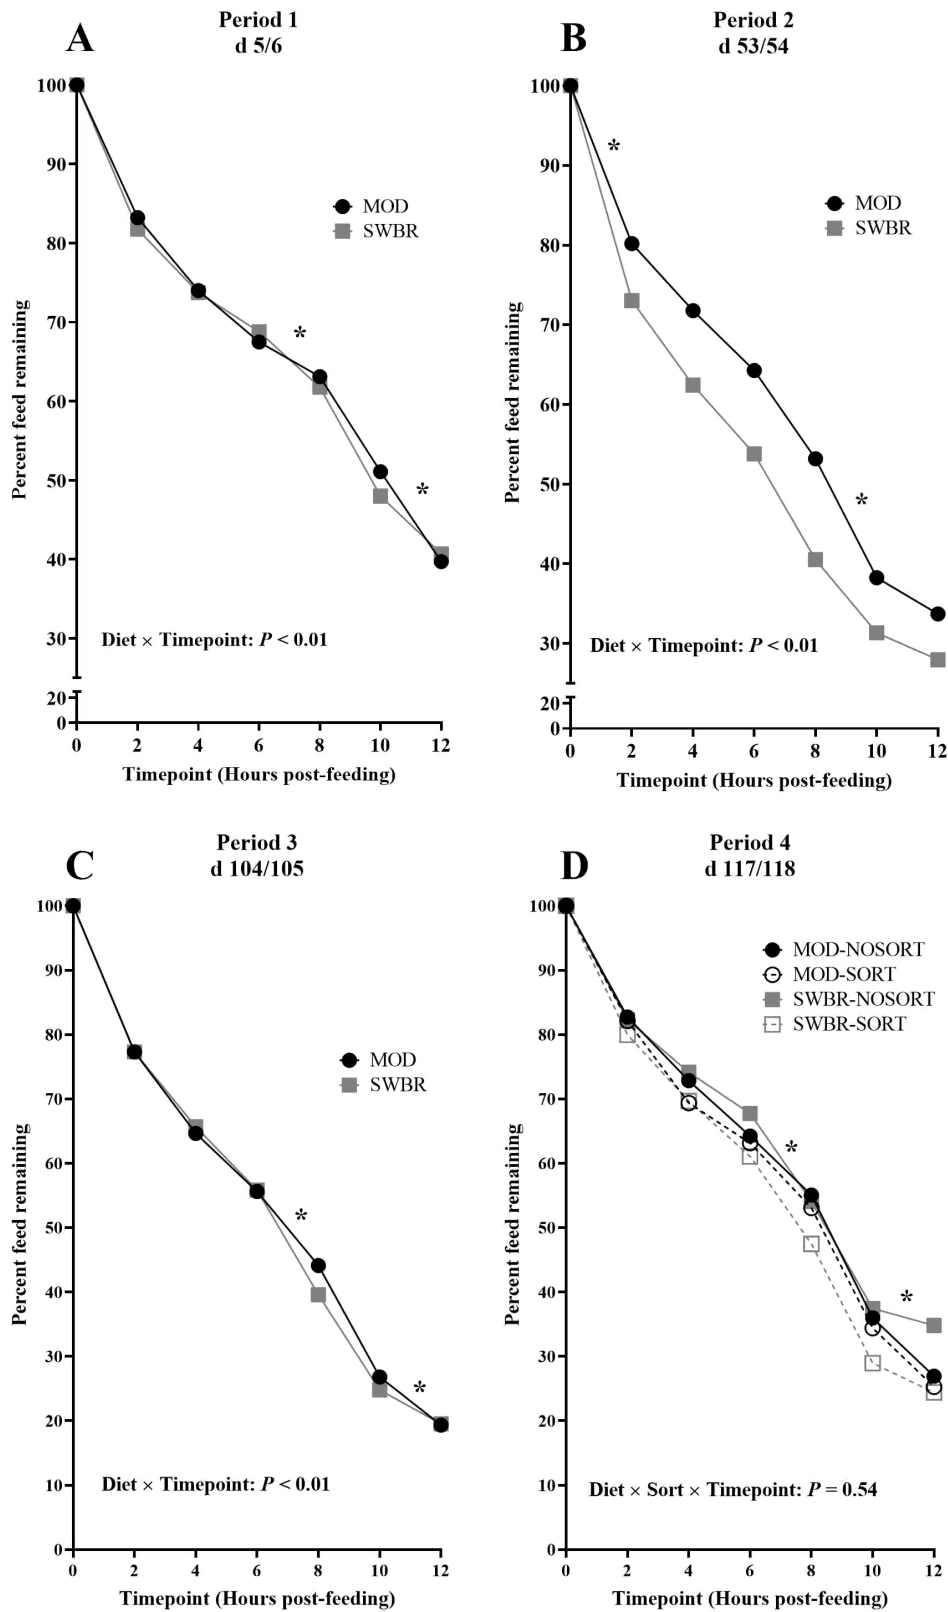 A
Period 1
d 5/6
100
90
80
70
60
50
40
30
20
0
Percent feed remaining
MOD
SWBR
*
*
Diet × Timepoint: P < 0.01
0 2 4 6 8 10 12
Timepoint (Hours post-feeding)
B
Period 2
d 53/54
100
90
80
70
60
50
40
30
20
0
Percent feed remaining
*
MOD
SWBR
*
Diet × Timepoint: P < 0.01
0 2 4 6 8 10 12
Timepoint (Hours post-feeding)
C
Period 3
d 104/105
100
90
80
70
60
50
40
30
20
10
0
Percent feed remaining
MOD
SWBR
*
*
Diet × Timepoint: P < 0.01
0 2 4 6 8 10 12
Timepoint (Hours post-feeding)
D
Period 4
d 117/118
100
90
80
70
60
50
40
30
20
10
0
Percent feed remaining
MOD-NOSORT
MOD-SORT
SWBR-NOSORT
SWBR-SORT
*
*
Diet × Sort × Timepoint: P = 0.54
0 2 4 6 8 10 12
Timepoint (Hours post-feeding)